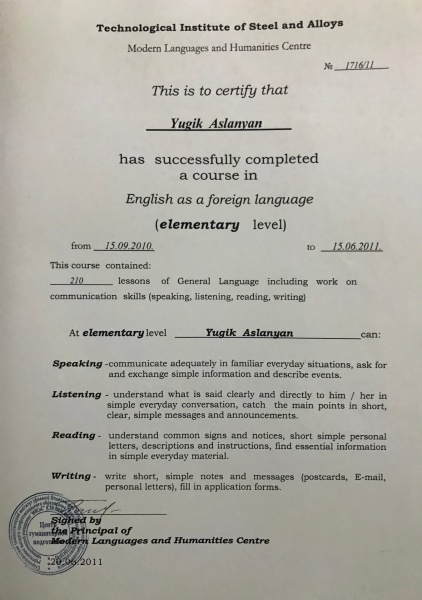 Technological Institute of Steel and Alloys
Modern Languages and Humanities Centre
№ 1716/11
This is to certify that
Yugik Aslanyan
has successfully completed
a course in
English as a foreign language
(elementary level)
from 15.09.2010. to 15.06.2011.
This course contained:
210 lessons of General Language including work on
communication skills (speaking, listening, reading, writing)
At elementary level Yugik Aslanyan can:
Speaking -communicate adequately in familiar everyday situations, ask for
and exchange simple information and describe events.
Listening - understand what is said clearly and directly to him / her in
simple everyday conversation, catch the main points in short,
clear, simple messages and announcements.
Reading - understand common signs and notices, short simple personal
letters, descriptions and instructions, find essential information
in simple everyday material.
Writing - write short, simple notes and messages (postcards, E-mail,
personal letters), fill in application forms.
Signed by
the Principal of
Modern Languages and Humanities Centre
20.06.2011
Центр